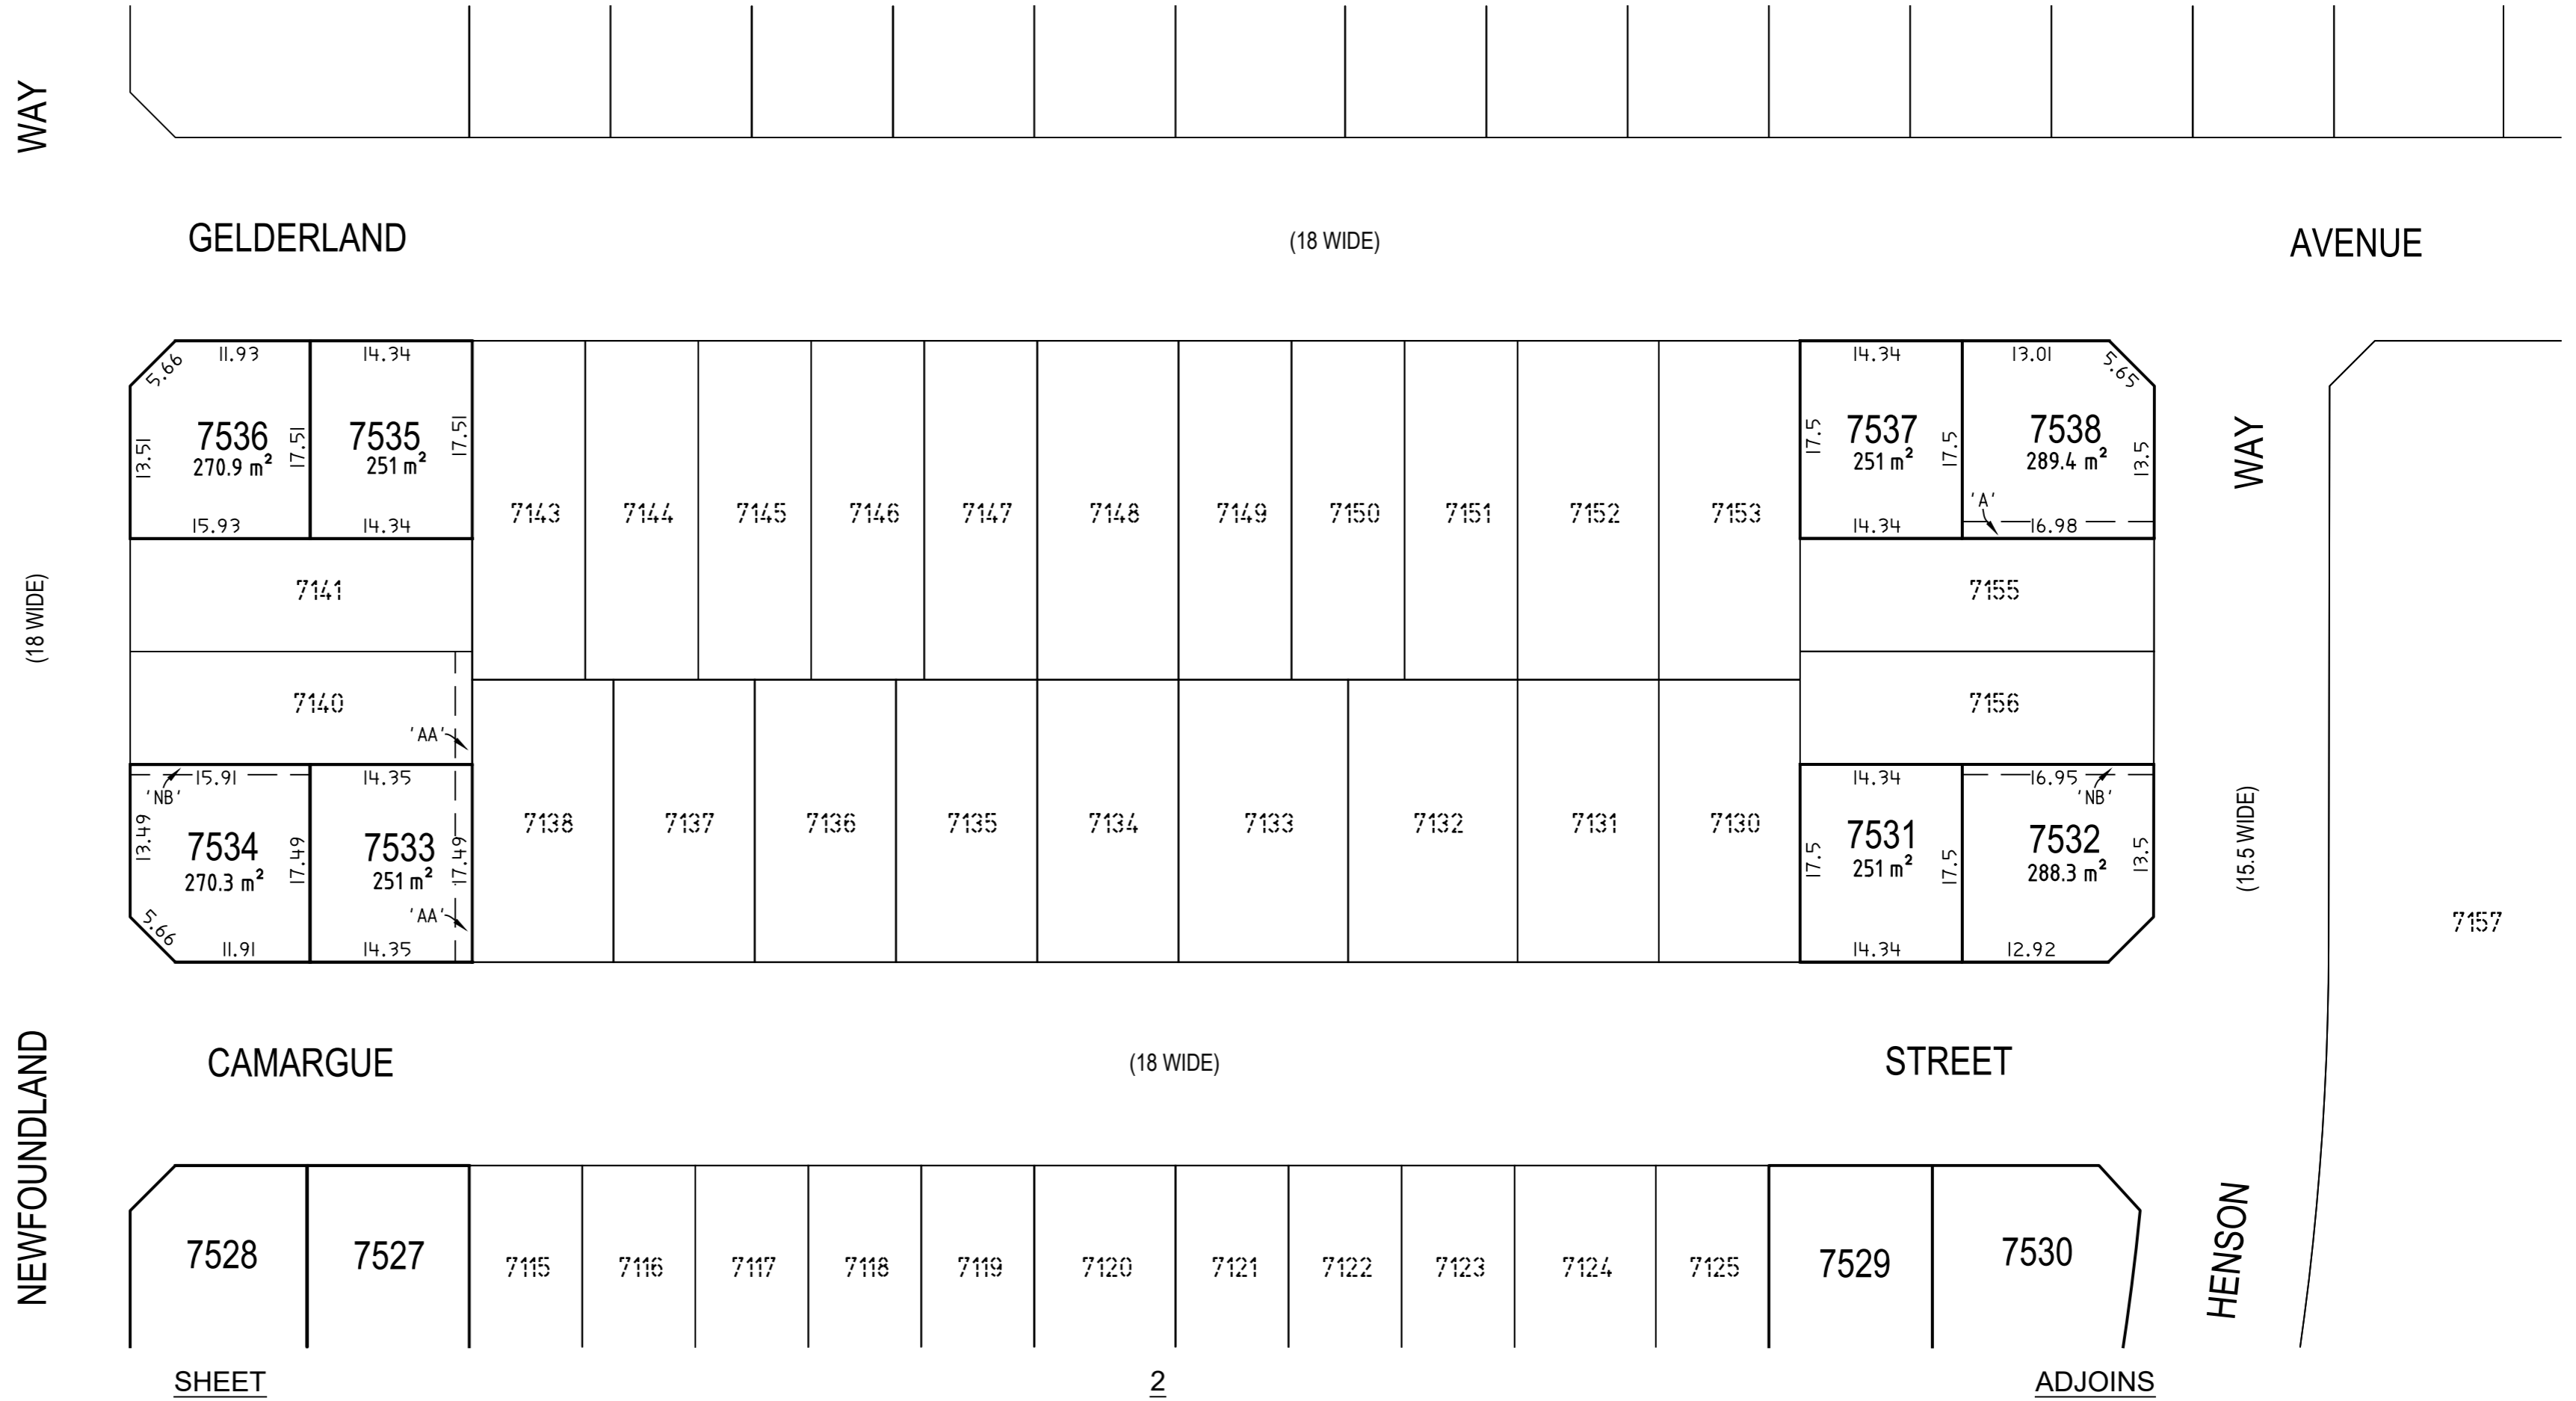 WAY
GELDERLAND
(18 WIDE)
AVENUE
5.66
11.93
14.34
14.34
13.01
5.65
13.51
7536
270.9 m²
17.51
7535
251 m²
17.51
17.5
7537
251 m²
17.5
7538
289.4 m²
13.5
WAY
'A'
15.93
14.34
14.34
16.98
7143
7144
7145
7146
7147
7148
7149
7150
7151
7152
7153
(18 WIDE)
7141
7155
7140
'AA'
7156
15.91
'NB'
14.35
14.34
16.95
'NB'
13.49
7534
270.3 m²
17.49
7533
251 m²
17.49
'AA'
7138
7137
7136
7135
7134
7133
7132
7131
7130
17.5
7531
251 m²
17.5
7532
288.3 m²
13.5
(15.5 WIDE)
7157
5.66
11.91
14.35
14.34
12.92
NEWFOUNDLAND
CAMARGUE
(18 WIDE)
STREET
7528
7527
7115
7116
7117
7118
7119
7120
7121
7122
7123
7124
7125
7529
7530
HENSON
SHEET
2
ADJOINS